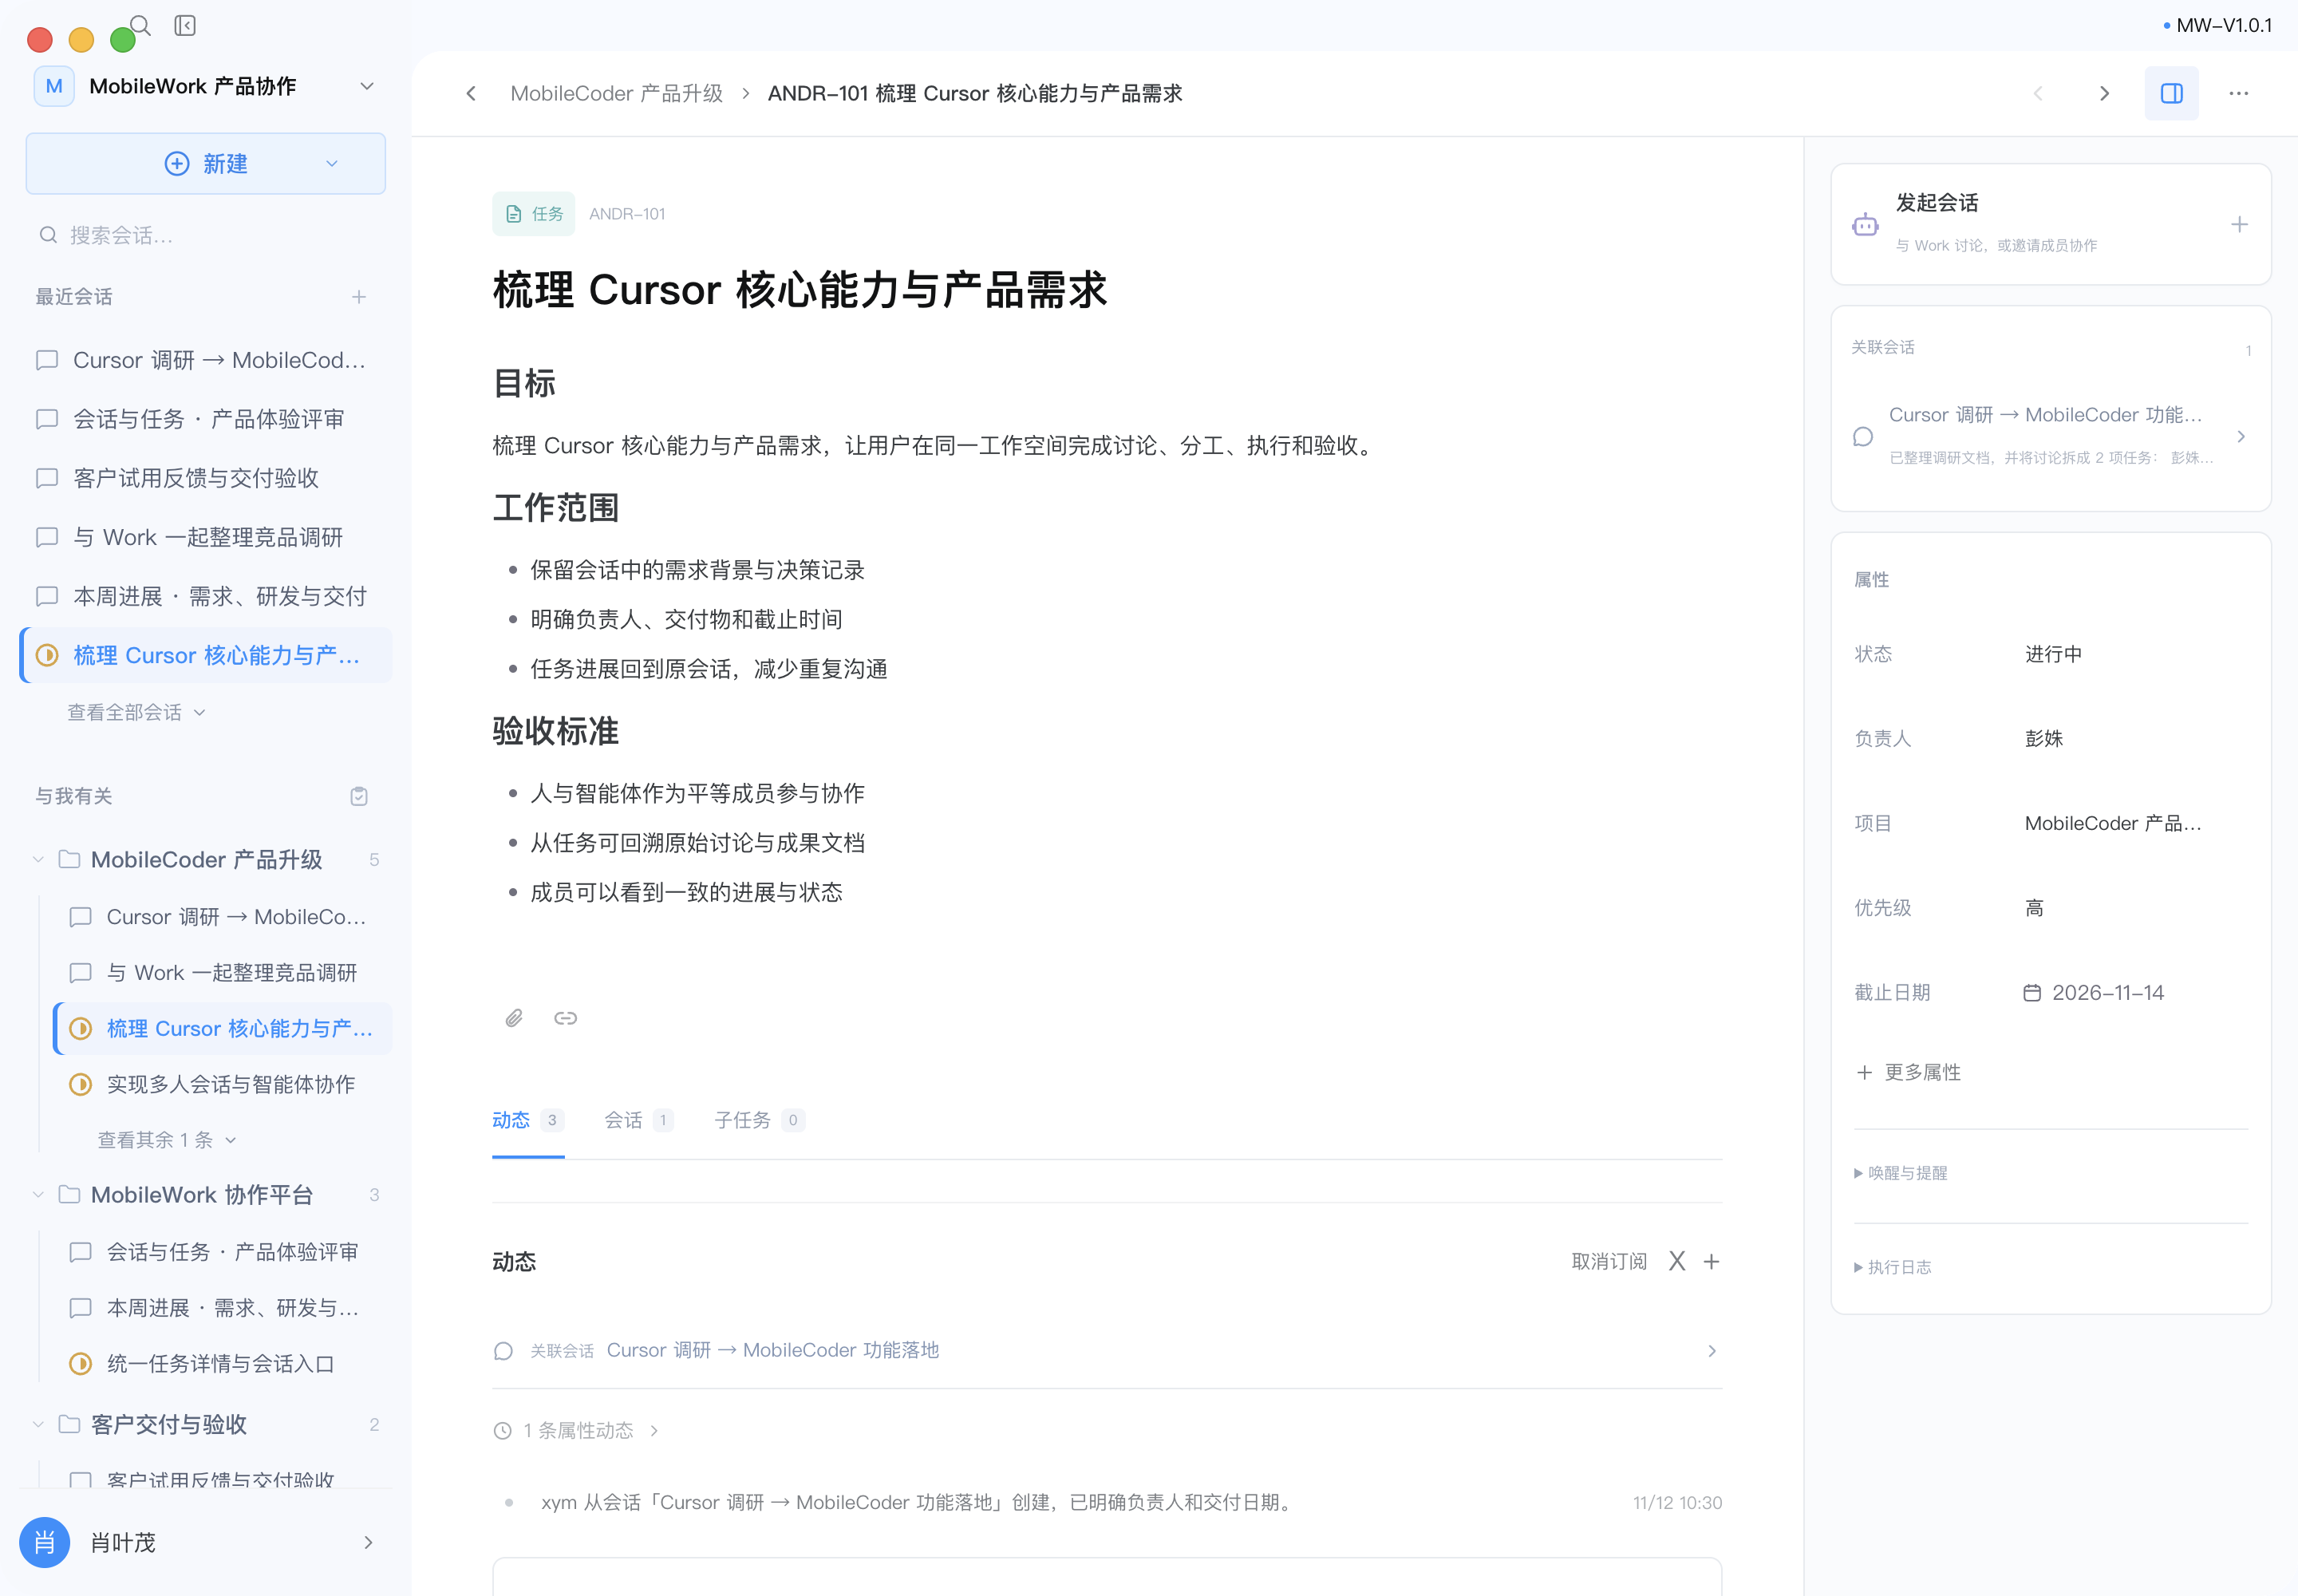 MW-V1.0.1
M MobileWork 产品协作
新建
搜索会话...
最近会话
Cursor 调研 → MobileCod...
会话与任务 · 产品体验评审
客户试用反馈与交付验收
与 Work 一起整理竞品调研
本周进展 · 需求、研发与交付
梳理 Cursor 核心能力与产...
查看全部会话
与我有关
MobileCoder 产品升级 5
Cursor 调研 → MobileCo...
与 Work 一起整理竞品调研
梳理 Cursor 核心能力与产...
实现多人会话与智能体协作
查看其余 1 条
MobileWork 协作平台 3
会话与任务 · 产品体验评审
本周进展 · 需求、研发与...
统一任务详情与会话入口
客户交付与验收 2
客户试用反馈与交付验收
肖 肖叶茂
MobileCoder 产品升级 > ANDR-101 梳理 Cursor 核心能力与产品需求
任务 ANDR-101
梳理 Cursor 核心能力与产品需求
目标
梳理 Cursor 核心能力与产品需求，让用户在同一工作空间完成讨论、分工、执行和验收。
工作范围
保留会话中的需求背景与决策记录
明确负责人、交付物和截止时间
任务进展回到原会话，减少重复沟通
验收标准
人与智能体作为平等成员参与协作
从任务可回溯原始讨论与成果文档
成员可以看到一致的进展与状态
动态 3 会话 1 子任务 0
动态 取消订阅 X
关联会话 Cursor 调研 → MobileCoder 功能落地
1 条属性动态
xym 从会话「Cursor 调研 → MobileCoder 功能落地」创建，已明确负责人和交付日期。 11/12 10:30
发起会话
与 Work 讨论，或邀请成员协作
关联会话 1
Cursor 调研 → MobileCoder 功能...
已整理调研文档，并将讨论拆成 2 项任务： 彭姝...
属性
状态 进行中
负责人 彭姝
项目 MobileCoder 产品...
优先级 高
截止日期 2026-11-14
更多属性
唤醒与提醒
执行日志